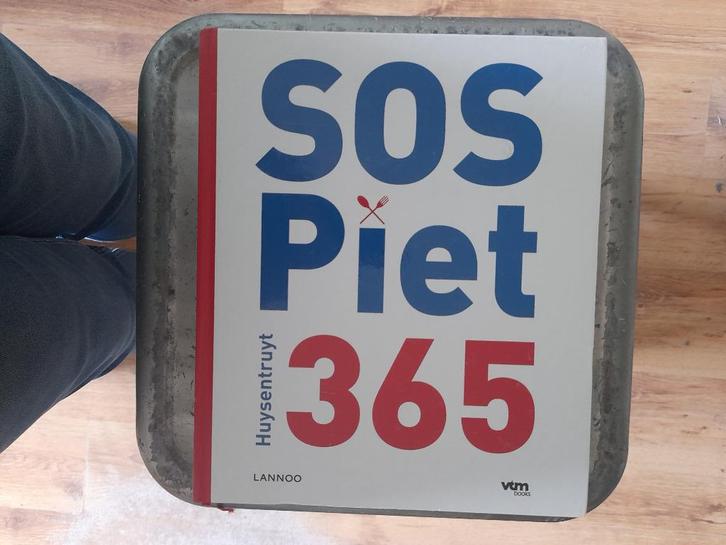 SOS
Piet
Huysentruyt
365
LANNOO
vtm
books